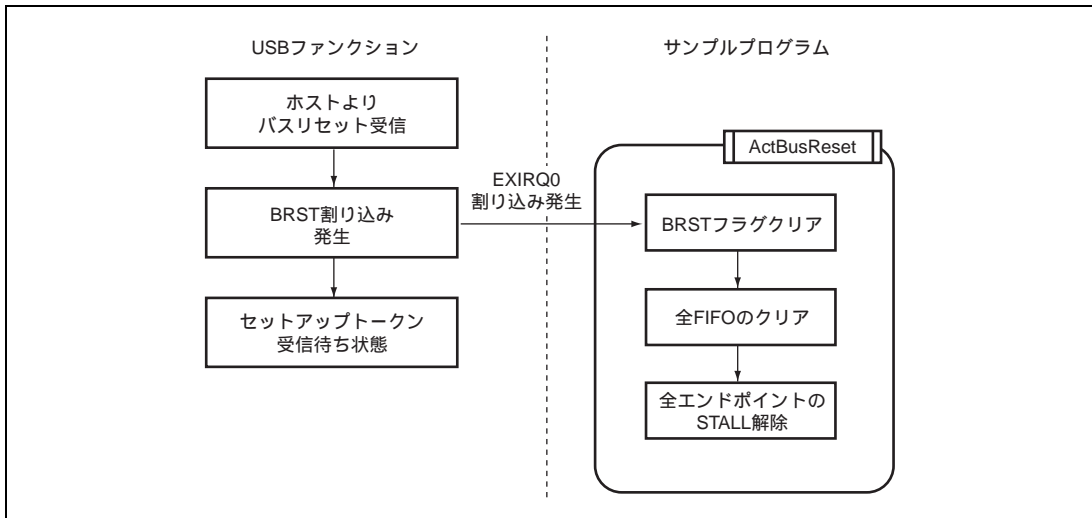 USBファンクション
サンプルプログラム
ホストより
バスリセット受信
ActBusReset
EXIRQ0
割り込み発生
BRST割り込み
発生
BRSTフラグクリア
セットアップトークン
受信待ち状態
全FIFOのクリア
全エンドポイントの
STALL解除